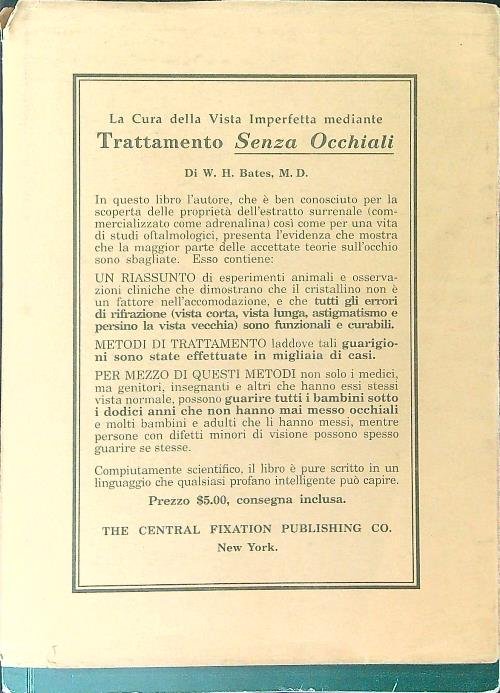 La Cura della Vista Imperfetta mediante
Trattamento Senza Occhiali
Di W. H. Bates, M. D.
In questo libro l'autore, che è ben conosciuto per la
scoperta delle proprietà dell'estratto surrenale (com-
mercializzato come adrenalina) così come per una vita
di studi oftalmologici, presenta l'evidenza che mostra
che la maggior parte delle accettate teorie sull'occhio
sono sbagliate. Esso contiene:
UN RIASSUNTO di esperimenti animali e osserva-
zioni cliniche che dimostrano che il cristallino non è
un fattore nell'accomodazione, e che tutti gli errori
di rifrazione (vista corta, vista lunga, astigmatismo e
persino la vista vecchia) sono funzionali e curabili.
METODI DI TRATTAMENTO laddove tali guarigio-
ni sono state effettuate in migliaia di casi.
PER MEZZO DI QUESTI METODI non solo i medici,
ma genitori, insegnanti e altri che hanno essi stessi
vista normale, possono guarire tutti i bambini sotto
i dodici anni che non hanno mai messo occhiali
e molti bambini e adulti che li hanno messi, mentre
persone con difetti minori di visione possono spesso
guarire se stesse.
Compiutamente scientifico, il libro è pure scritto in un
linguaggio che qualsiasi profano intelligente può capire.
Prezzo $5.00, consegna inclusa.
THE CENTRAL FIXATION PUBLISHING CO.
New York.